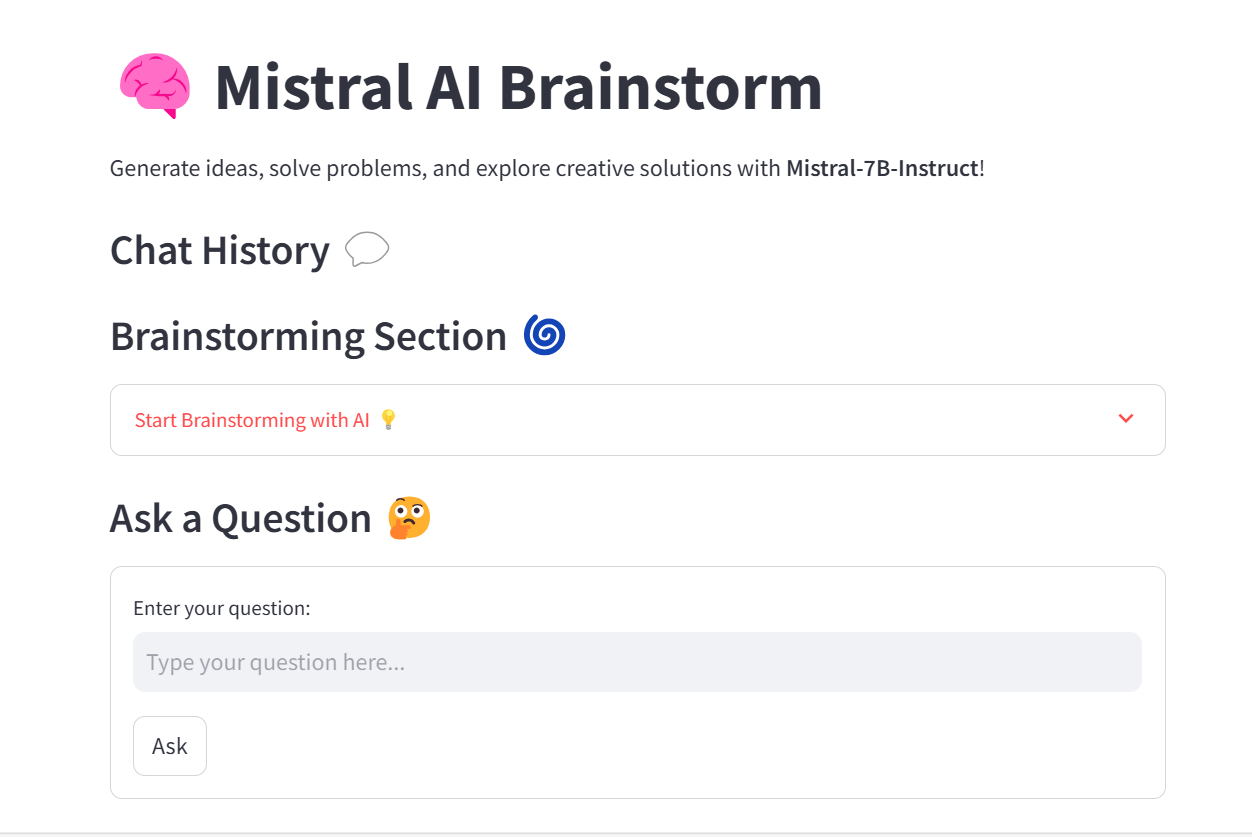 🧠 Mistral AI Brainstorm
Generate ideas, solve problems, and explore creative solutions with Mistral-7B-Instruct!
Chat History 💭
Brainstorming Section 🌀
Start Brainstorming with AI 💡
Ask a Question 🤔
Enter your question:
Type your question here...
Ask